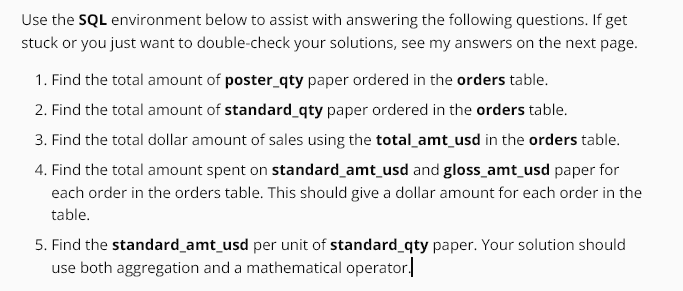 Use the SQL environment below to assist with answering the following questions. If get
stuck or you just want to double-check your solutions, see my answers on the next page.
1. Find the total amount of poster_qty paper ordered in the orders table.
2. Find the total amount of standard_qty paper ordered in the orders table.
3. Find the total dollar amount of sales using the total_amt_usd in the orders table.
4. Find the total amount spent on standard_amt_usd and gloss_amt_usd paper for
each order in the orders table. This should give a dollar amount for each order in the
table.
5. Find the standard_amt_usd per unit of standard_qty paper. Your solution should
use both aggregation and a mathematical operator.